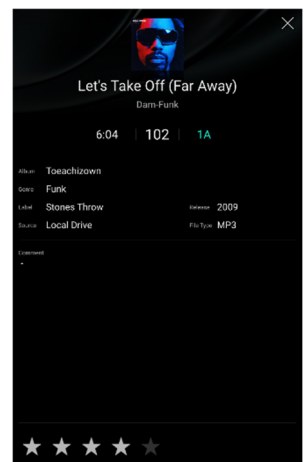 Let's Take Off (Far Away)
Dam-Funk
6:04 102 1A
Album Toeachizown
Genre Funk
Label Stones Throw Release 2009
Source Local Drive File Type MP3
Comment
-